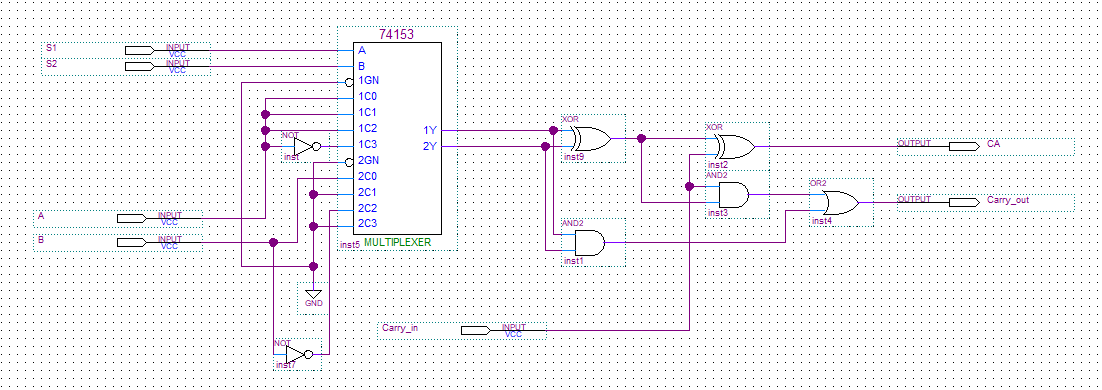 74153
S1 INPUT VCC
S2 INPUT VCC
A
B
1GN
1C0
1C1
1C2
1C3
2GN
2C0
2C1
2C2
2C3
1Y
2Y
inst5 MULTIPLEXER
NOT
inst
A INPUT VCC
B INPUT VCC
GND
NOT
inst7
XOR
inst9
AND2
inst1
XOR
inst2
AND2
inst3
OR2
inst4
OUTPUT CA
OUTPUT Carry_out
Carry_in INPUT VCC